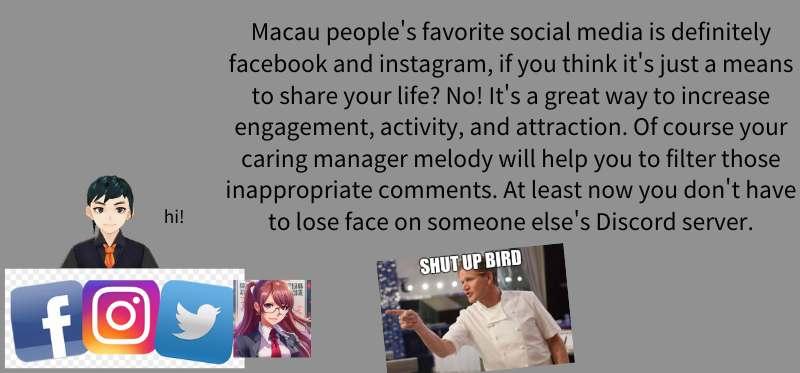 Macau people's favorite social media is definitely
facebook and instagram, if you think it's just a means
to share your life? No! It's a great way to increase
engagement, activity, and attraction. Of course your
caring manager melody will help you to filter those
inappropriate comments. At least now you don't have
to lose face on someone else's Discord server.
hi!
SHUT UP BIRD